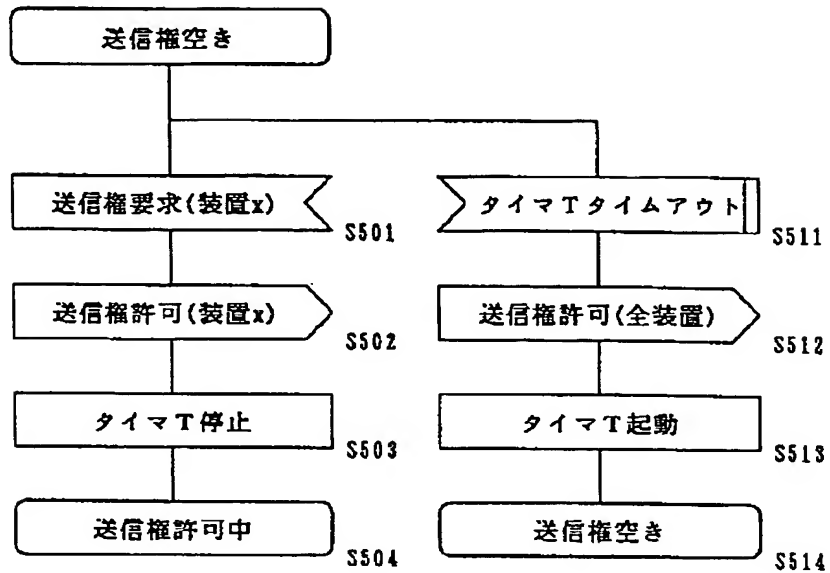 送信権空き
送信権要求(装置x)
S501
タイマTタイムアウト
S511
送信権許可(装置x)
S502
送信権許可(全装置)
S512
タイマT停止
S503
タイマT起動
S513
送信権許可中
S504
送信権空き
S514